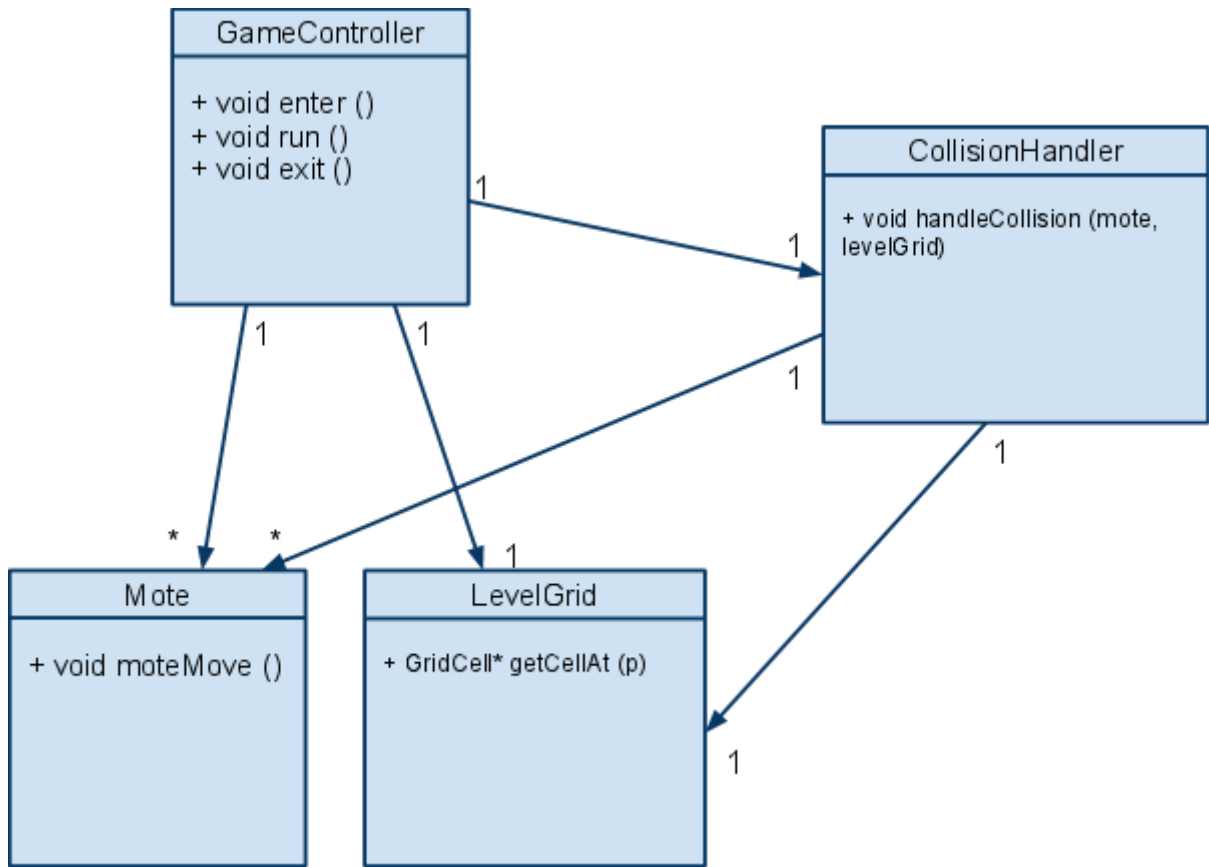 GameController
+ void enter ()
+ void run ()
+ void exit ()
CollisionHandler
+ void handleCollision (mote,
levelGrid)
1
1
1
1
1
1
*
*
1
1
Mote
+ void moteMove ()
LevelGrid
+ GridCell* getCellAt (p)